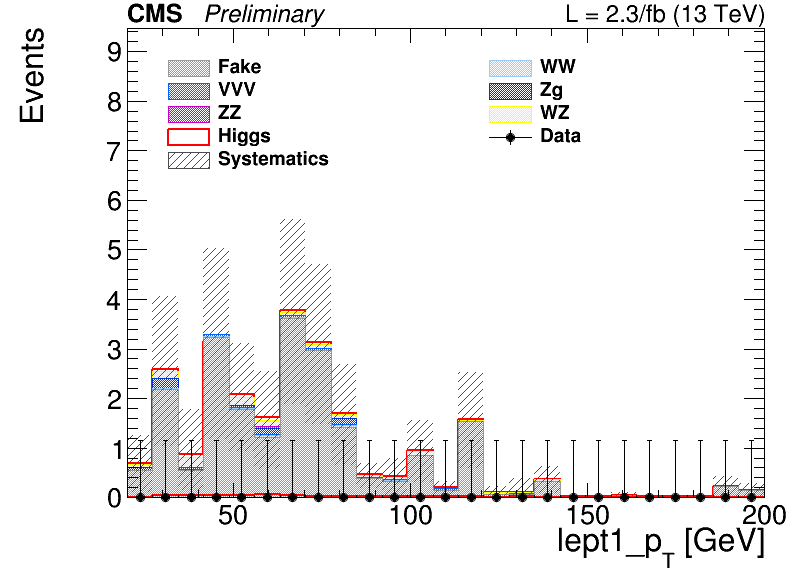 CMS Preliminary L = 2.3/fb (13 TeV)
Events
9
8
7
6
5
4
3
2
1
0
Fake
VVV
ZZ
Higgs
Systematics
WW
Zg
WZ
Data
50 100 150 200
lept1_p_T [GeV]